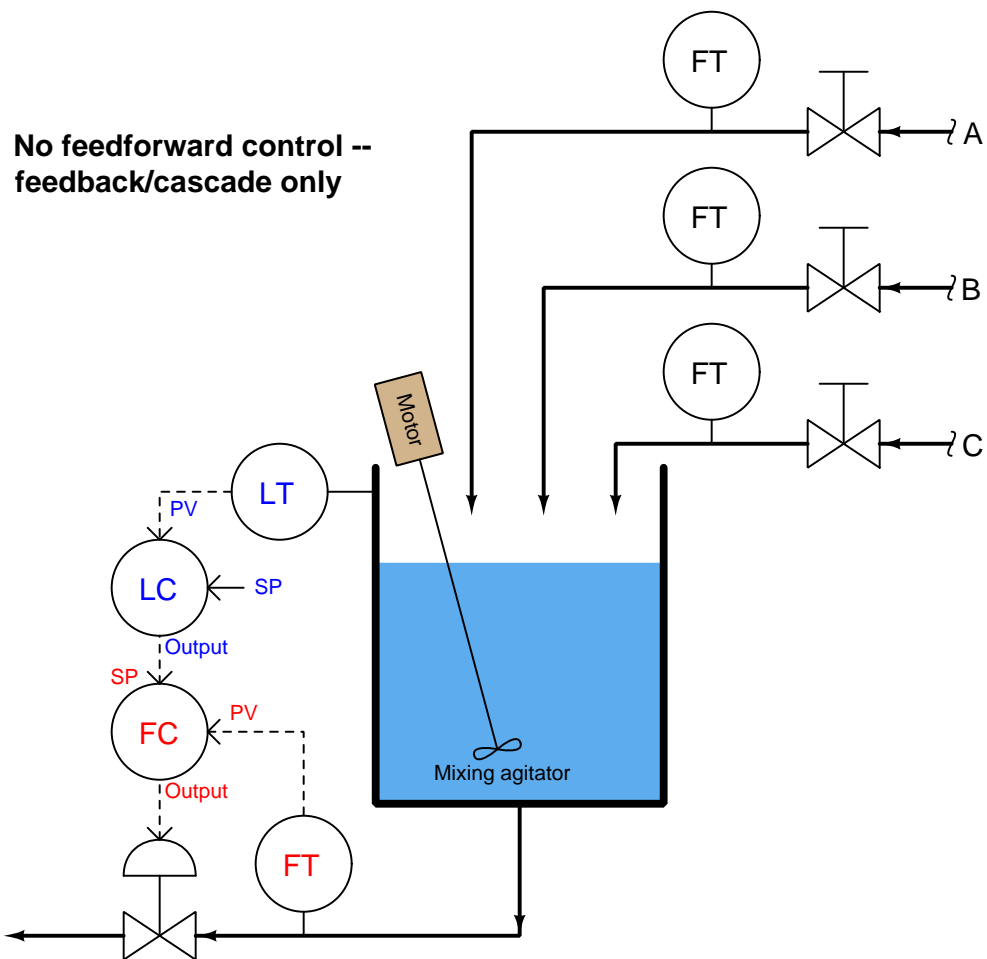 FT
A
No feedforward control --
feedback/cascade only
FT
B
FT
C
Motor
LT
PV
LC
SP
Output
SP
FC
PV
Output
Mixing agitator
FT